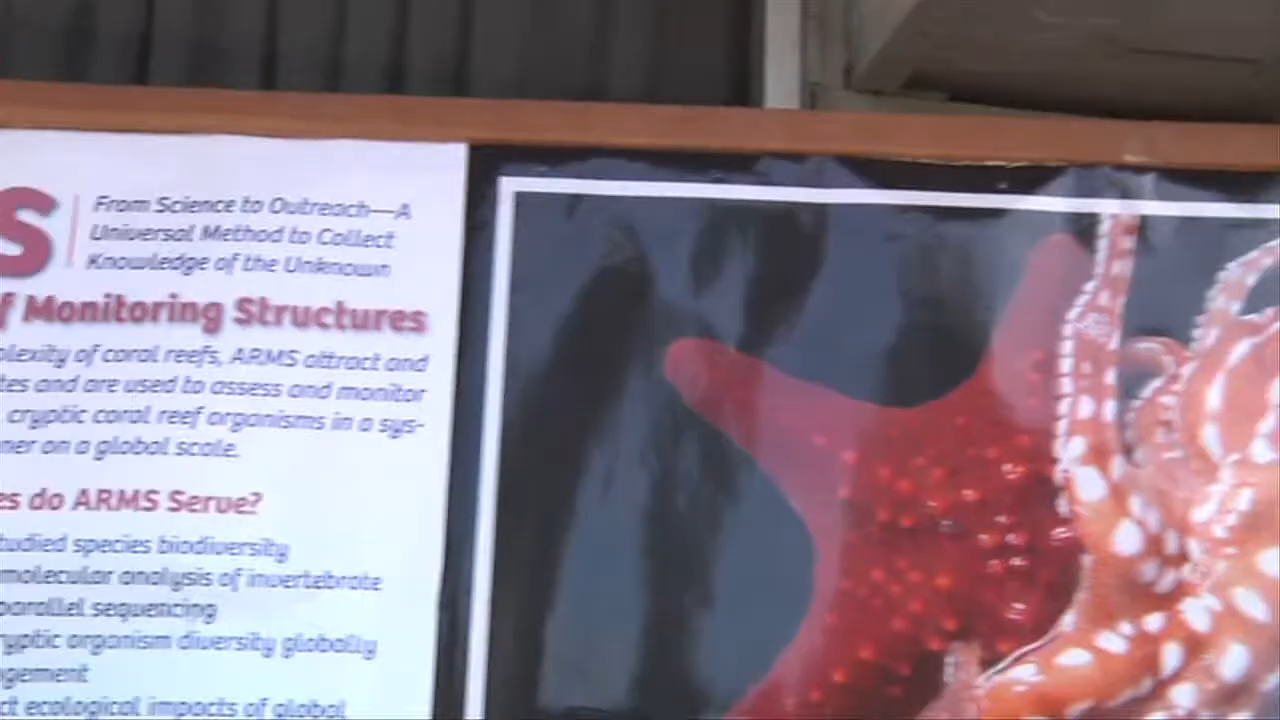 S
From Science to Outreach—A
Universal Method to Collect
Knowledge of the Unknown
f Monitoring Structures
plexity of coral reefs, ARMS attract and
tes and are used to assess and monitor
cryptic coral reef organisms in a sys-
ner on a global scale.
es do ARMS Serve?
tudied species biodiversity
molecular analysis of invertebrate
parallel sequencing
ryptic organism diversity globally
gement
ct ecological impacts of global